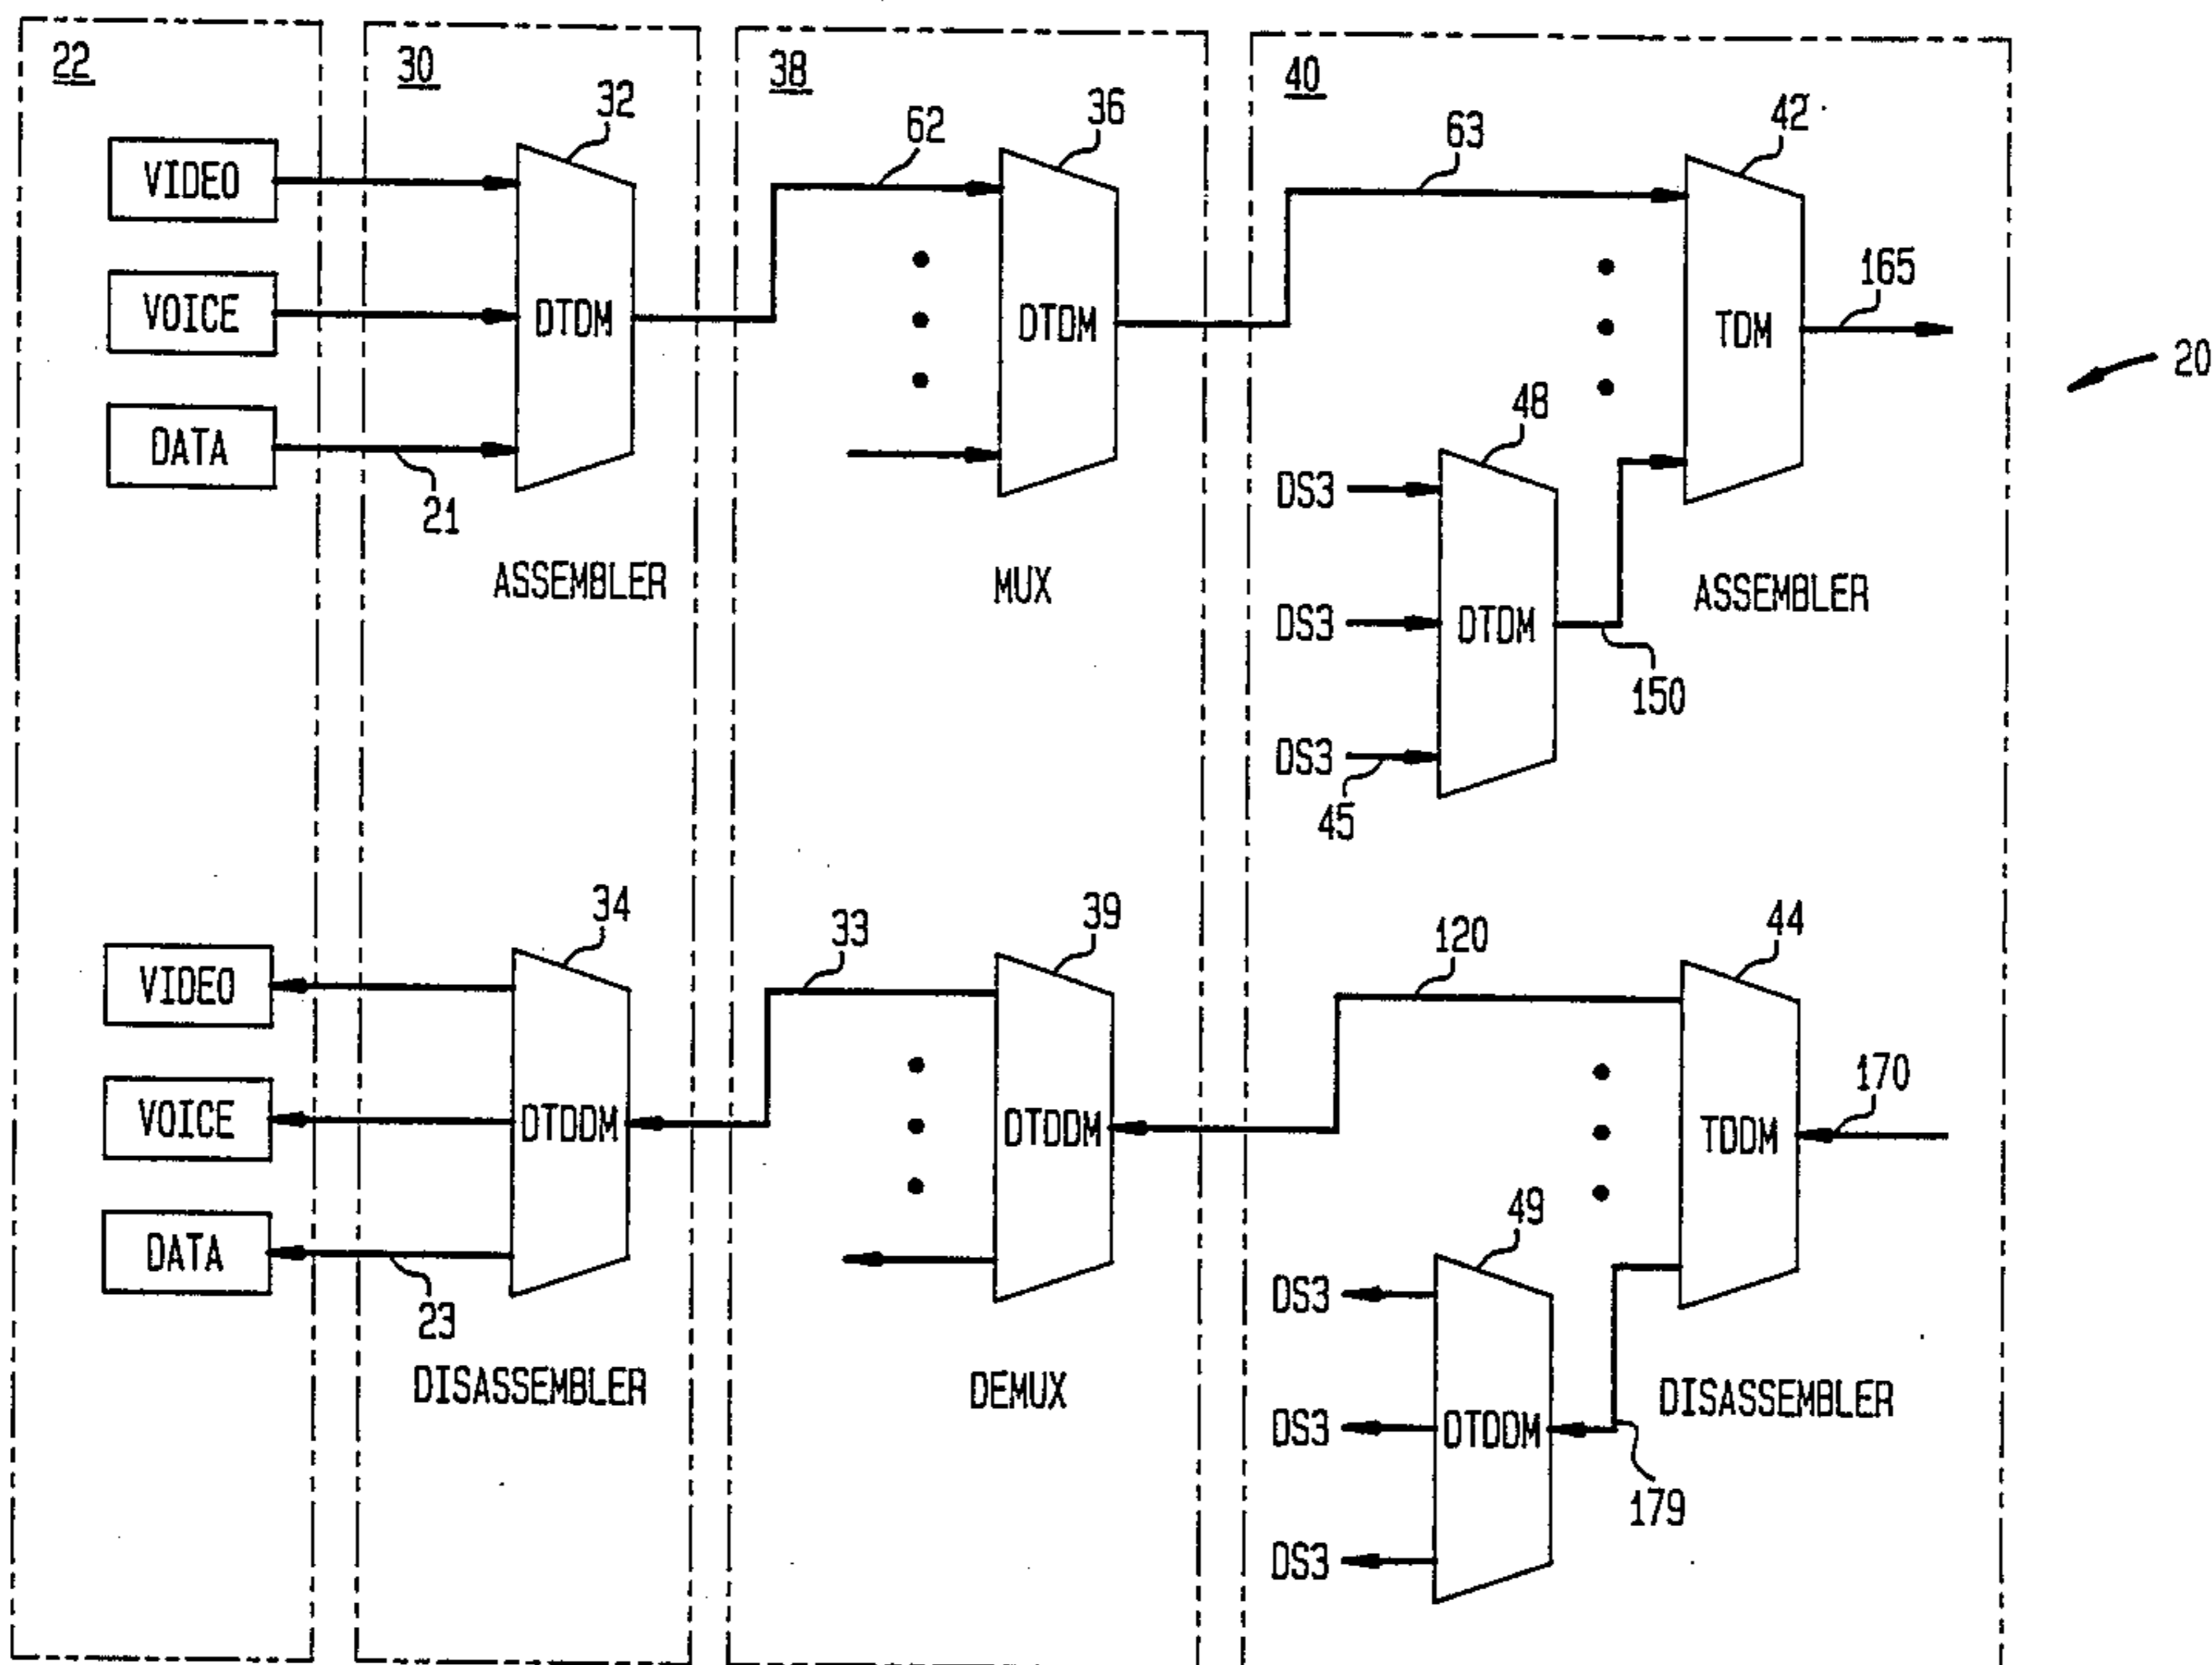 22
30
38
40
32
62
36
63
42
VIDEO
VOICE
DATA
DTDM
DTDM
TDM
165
20
21
48
DS3
DS3
DS3
DTDM
150
45
ASSEMBLER
MUX
ASSEMBLER
34
33
39
120
44
VIDEO
VOICE
DATA
DTDDM
DTDDM
TDDM
170
23
49
DS3
DS3
DS3
DTDDM
179
DISASSEMBLER
DEMUX
DISASSEMBLER